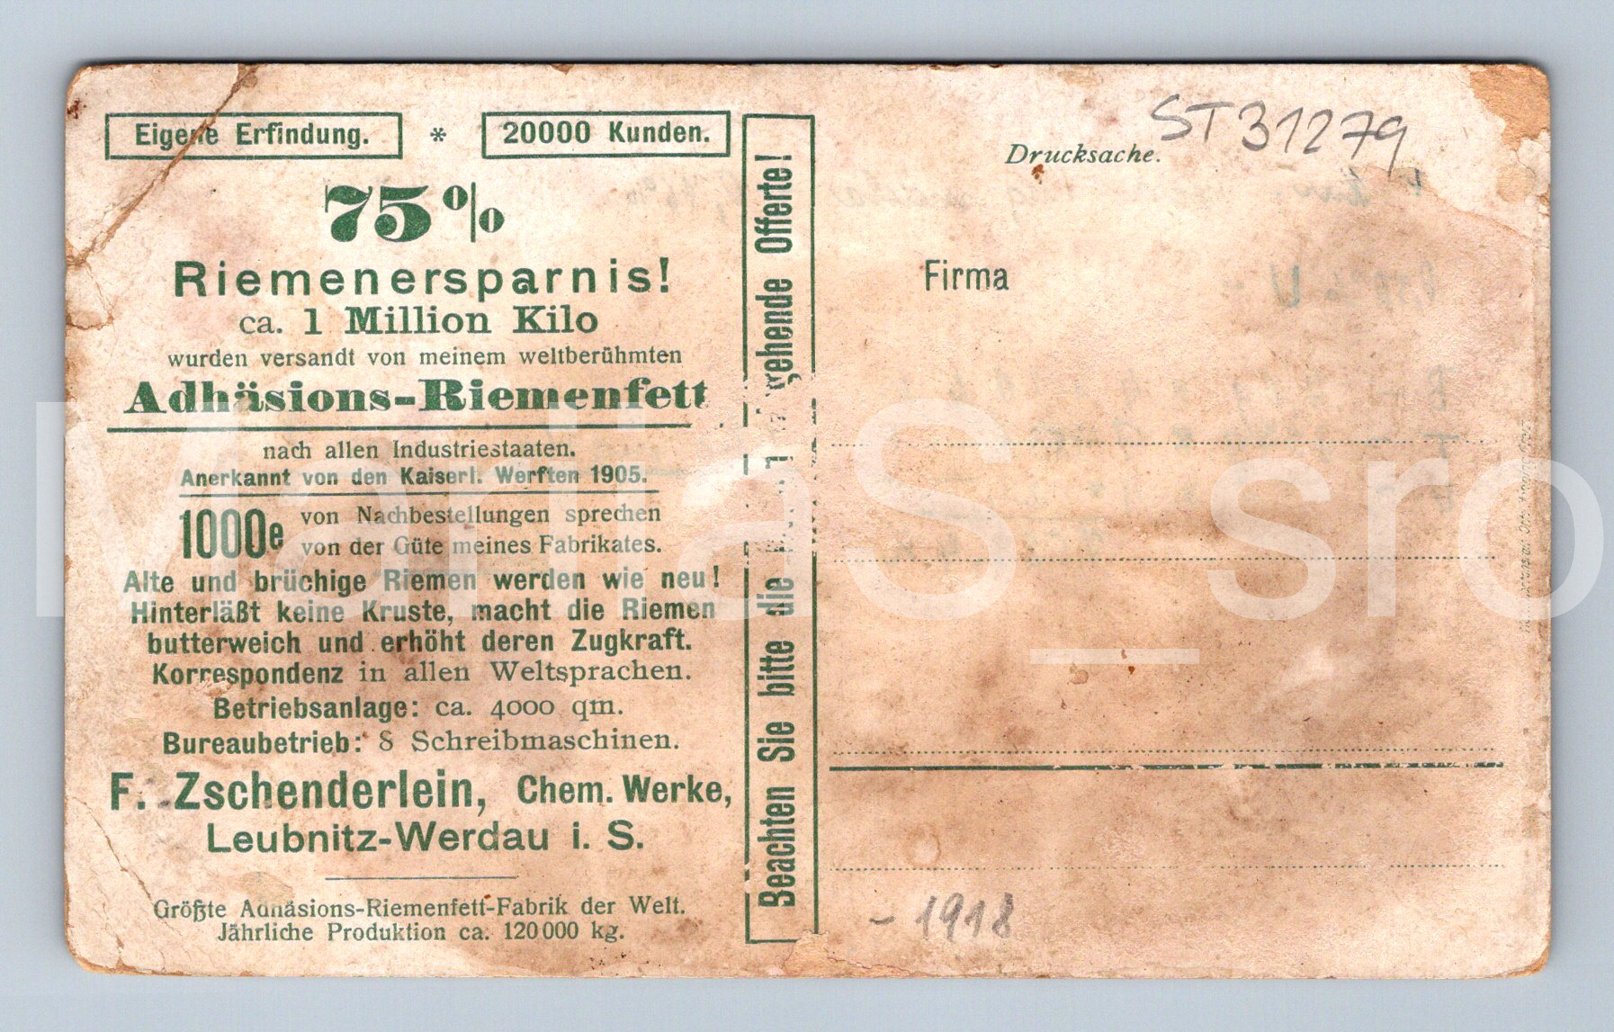 Eigene Erfindung. * 20000 Kunden.
75%
Riemenersparnis!
ca. 1 Million Kilo
wurden versandt von meinem weltberühmten
Adhäsions-Riemenfett
nach allen Industriestaaten.
Anerkannt von den Kaiserl. Werften 1905.
1000e von Nachbestellungen sprechen
von der Güte meines Fabrikates.
Alte und brüchige Riemen werden wie neu!
Hinterläßt keine Kruste, macht die Riemen
butterweich und erhöht deren Zugkraft.
Korrespondenz in allen Weltsprachen.
Betriebsanlage: ca. 4000 qm.
Bureaubetrieb: 8 Schreibmaschinen.
F. Zschenderlein, Chem. Werke,
Leubnitz-Werdau i. S.
Größte Adhäsions-Riemenfett-Fabrik der Welt.
Jährliche Produktion ca. 120000 kg.
Beachten Sie bitte die gehende Offerte!
ST31279
Drucksache.
Firma
- 1918
MartiaS_sro